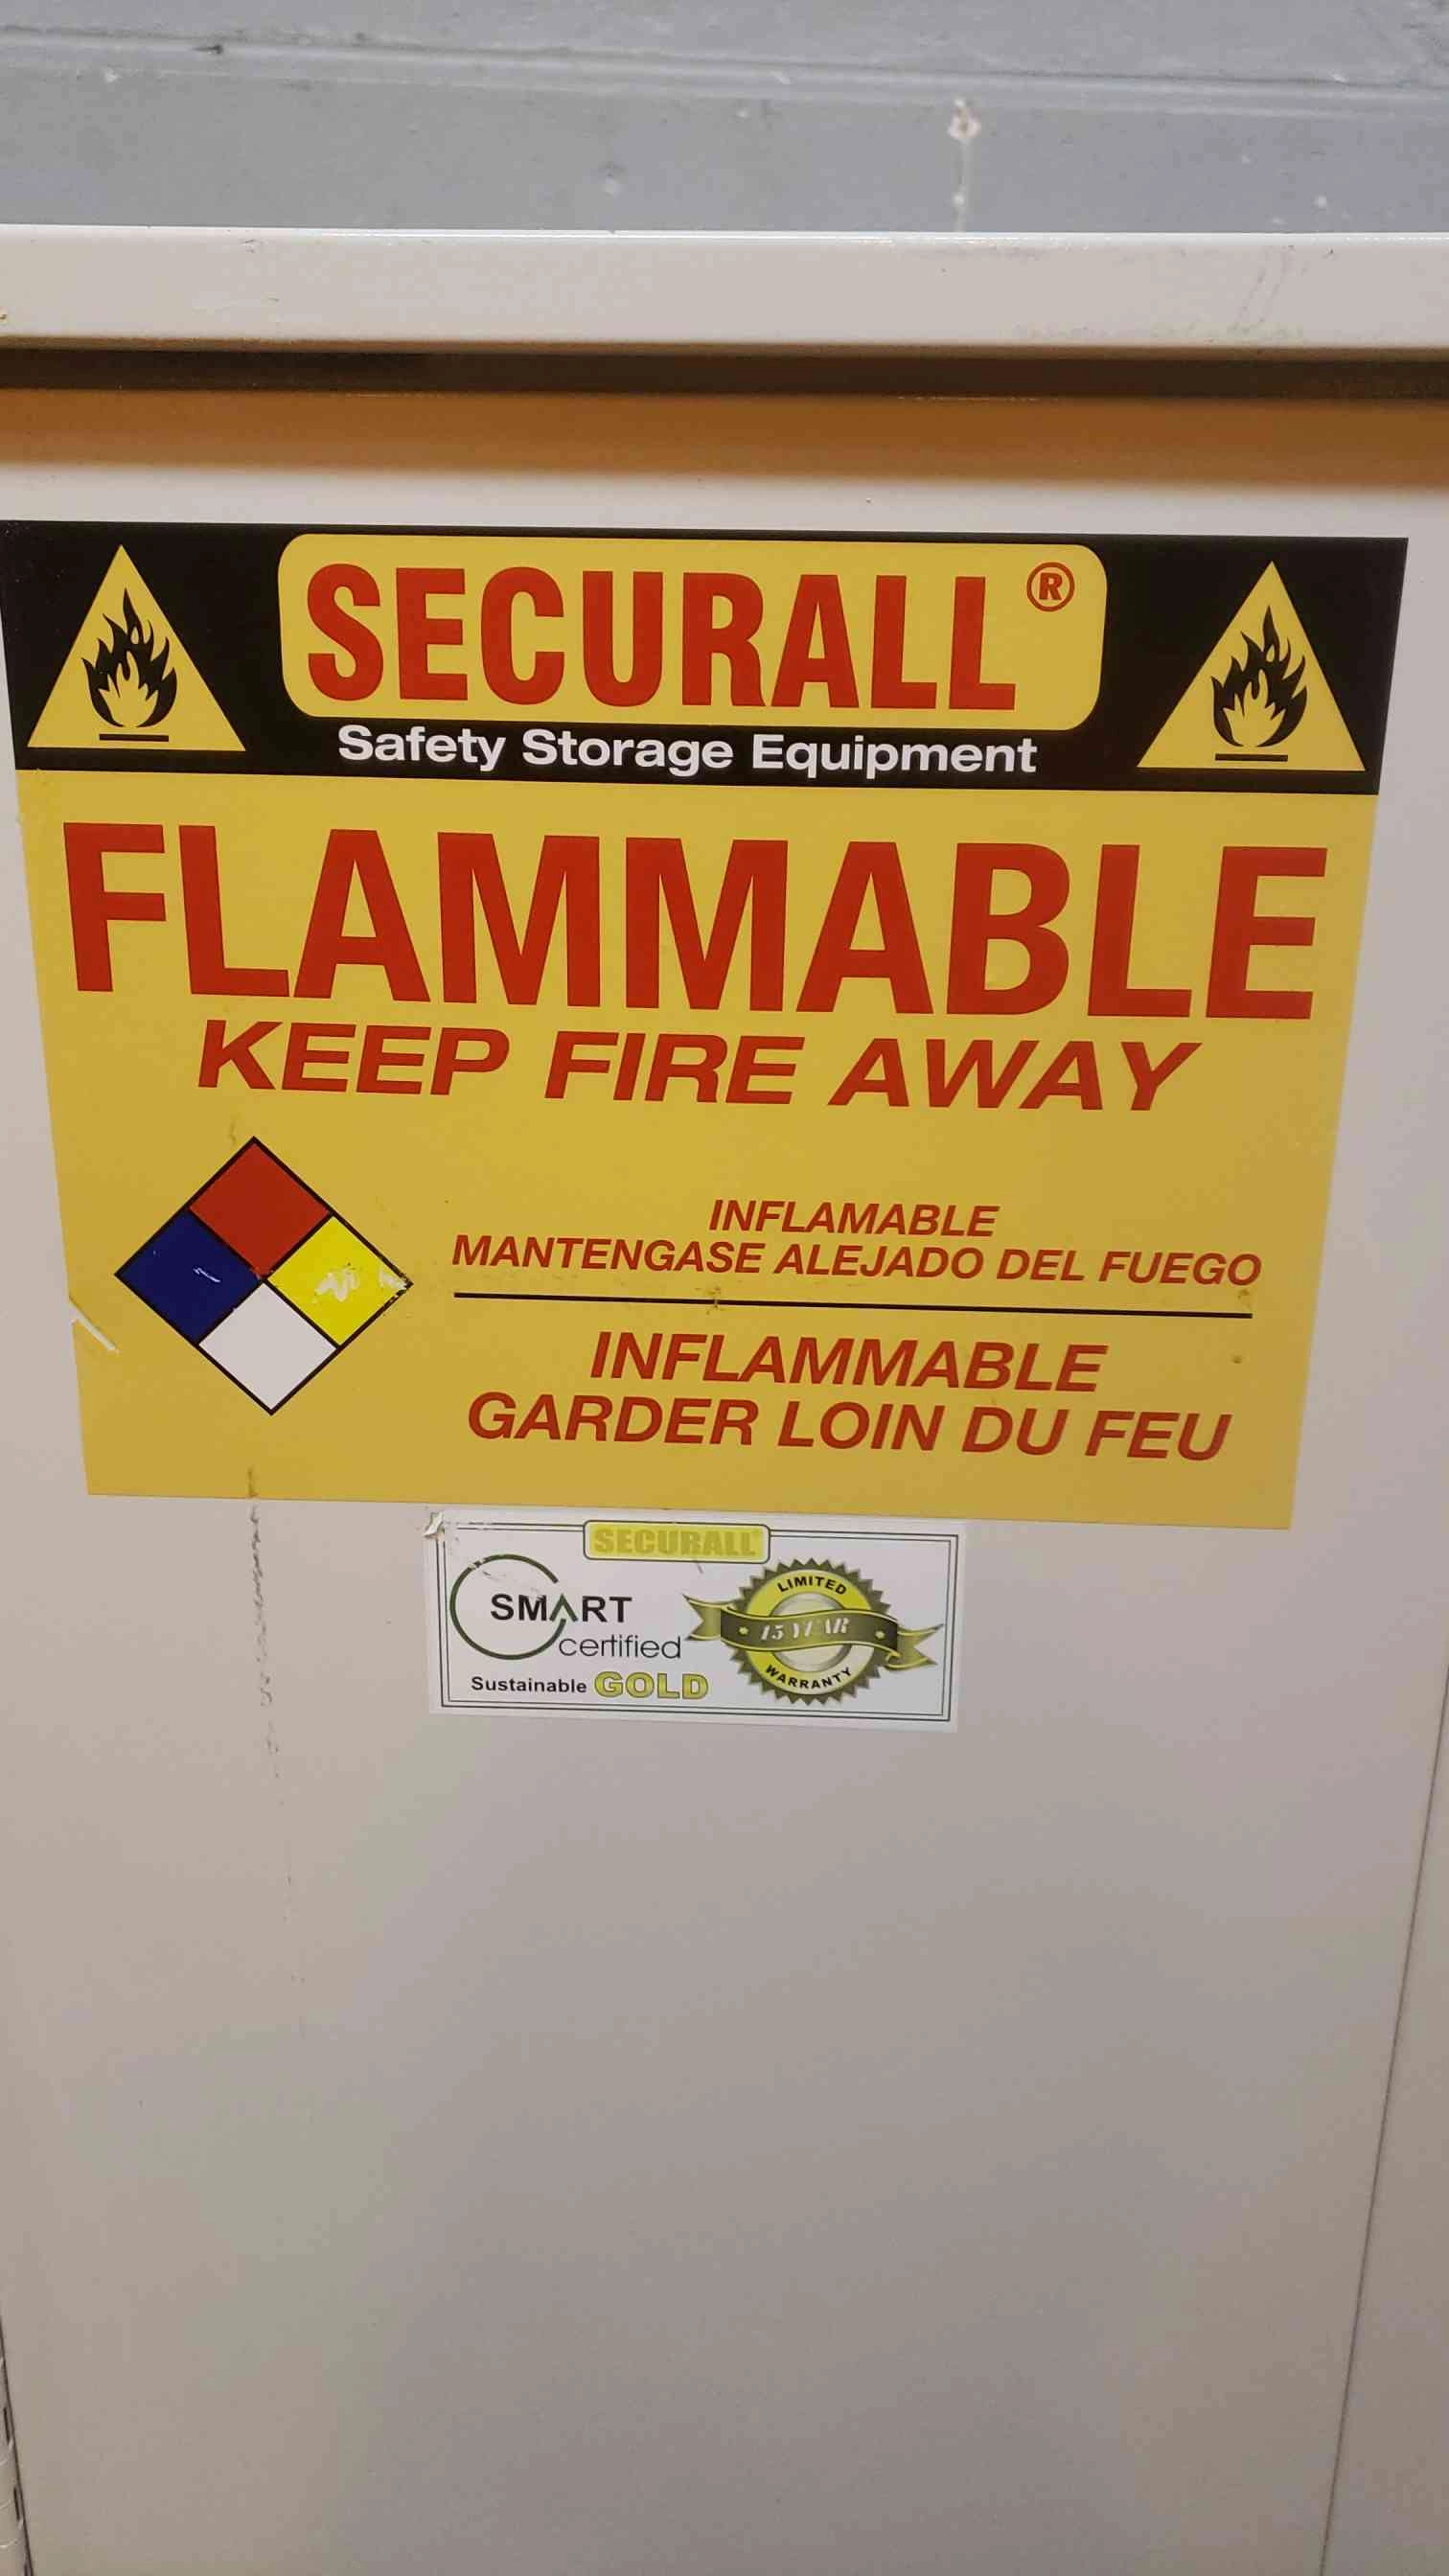 SECURALL®
Safety Storage Equipment
FLAMMABLE
KEEP FIRE AWAY
INFLAMABLE
MANTENGASE ALEJADO DEL FUEGO
INFLAMMABLE
GARDER LOIN DU FEU
SECURALL
SMART
certified
Sustainable GOLD
LIMITED
15 YEAR
WARRANTY